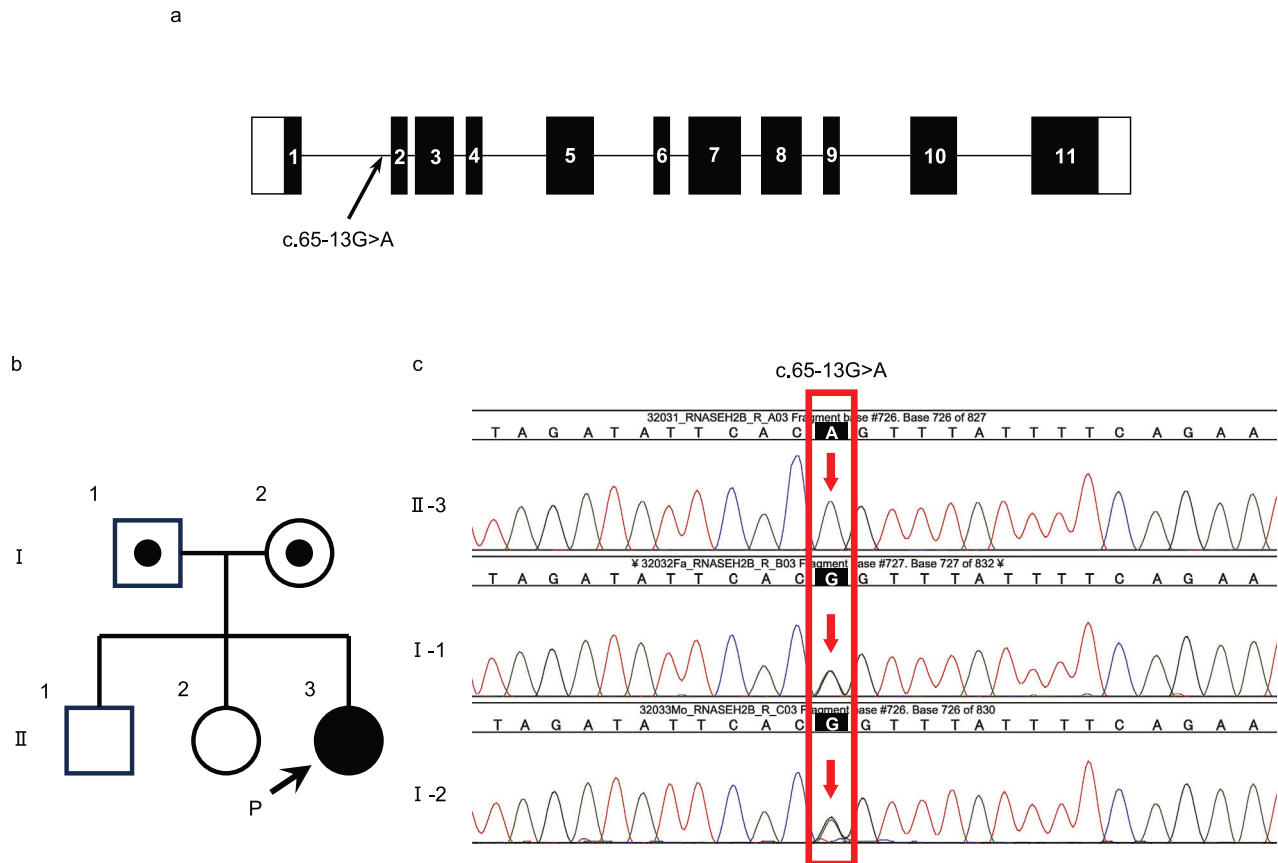 a
1 2 3 4 5 6 7 8 9 10 11
c.65-13G>A
b
1 2
I
1 2 3
II
P
c
c.65-13G>A
32031_RNASEH2B_R_A03 Fragment base #726. Base 726 of 827
T A G A T A T T C A C A G T T T A T T T T C A G A A
II-3
¥ 32032Fa_RNASEH2B_R_B03 Fragment base #727. Base 727 of 832 ¥
T A G A T A T T C A C G G T T T A T T T T C A G A A
I-1
32033Mo_RNASEH2B_R_C03 Fragment base #726. Base 726 of 830
T A G A T A T T C A C G G T T T A T T T T C A G A A
I-2